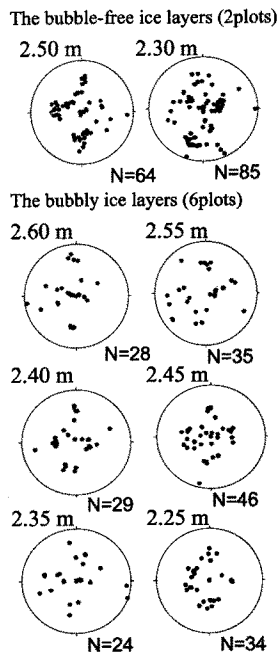 The bubble-free ice layers (2plots)
2.50 m 2.30 m
N=64 N=85
The bubbly ice layers (6plots)
2.60 m 2.55 m
N=28 N=35
2.40 m 2.45 m
N=29 N=46
2.35 m 2.25 m
N=24 N=34